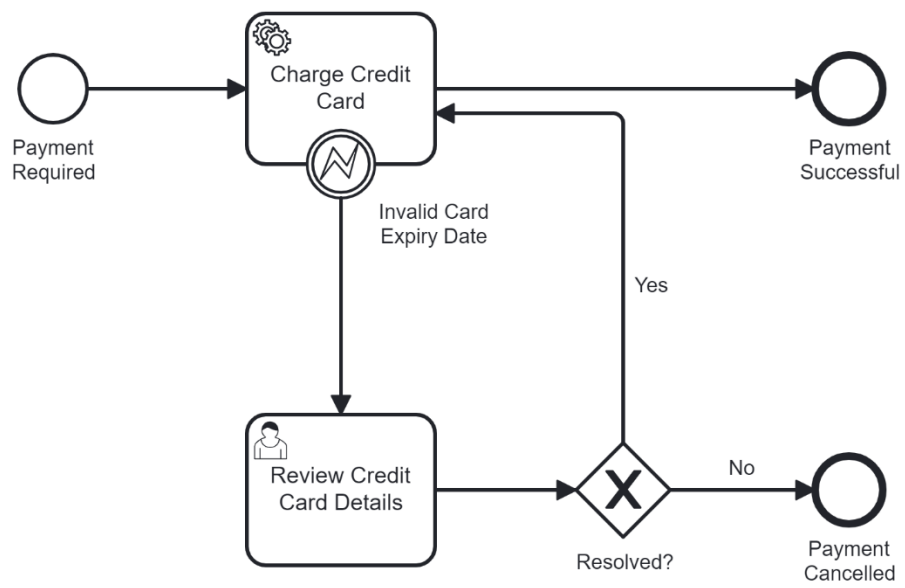 Charge Credit
Card
Payment
Required
Payment
Successful
Invalid Card
Expiry Date
Yes
Review Credit
Card Details
No
Resolved?
Payment
Cancelled